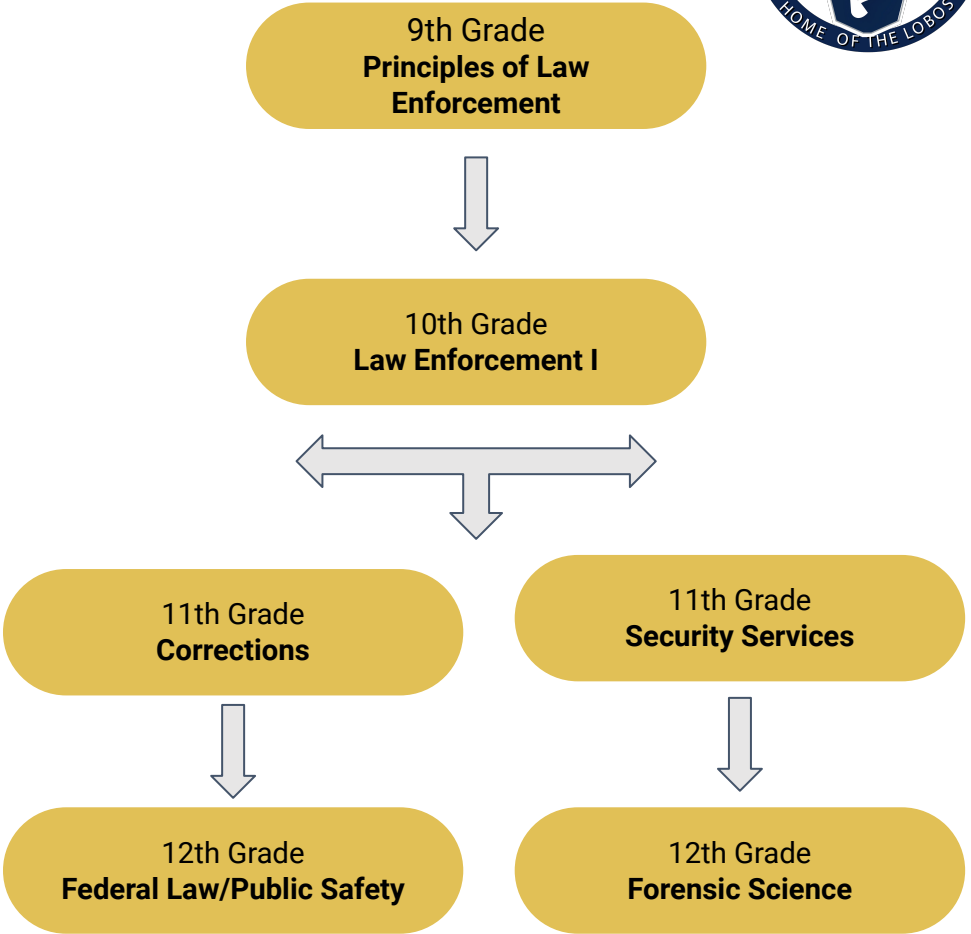 HOME OF THE LOBOS
9th Grade
Principles of Law
Enforcement
10th Grade
Law Enforcement I
11th Grade
Corrections
11th Grade
Security Services
12th Grade
Federal Law/Public Safety
12th Grade
Forensic Science